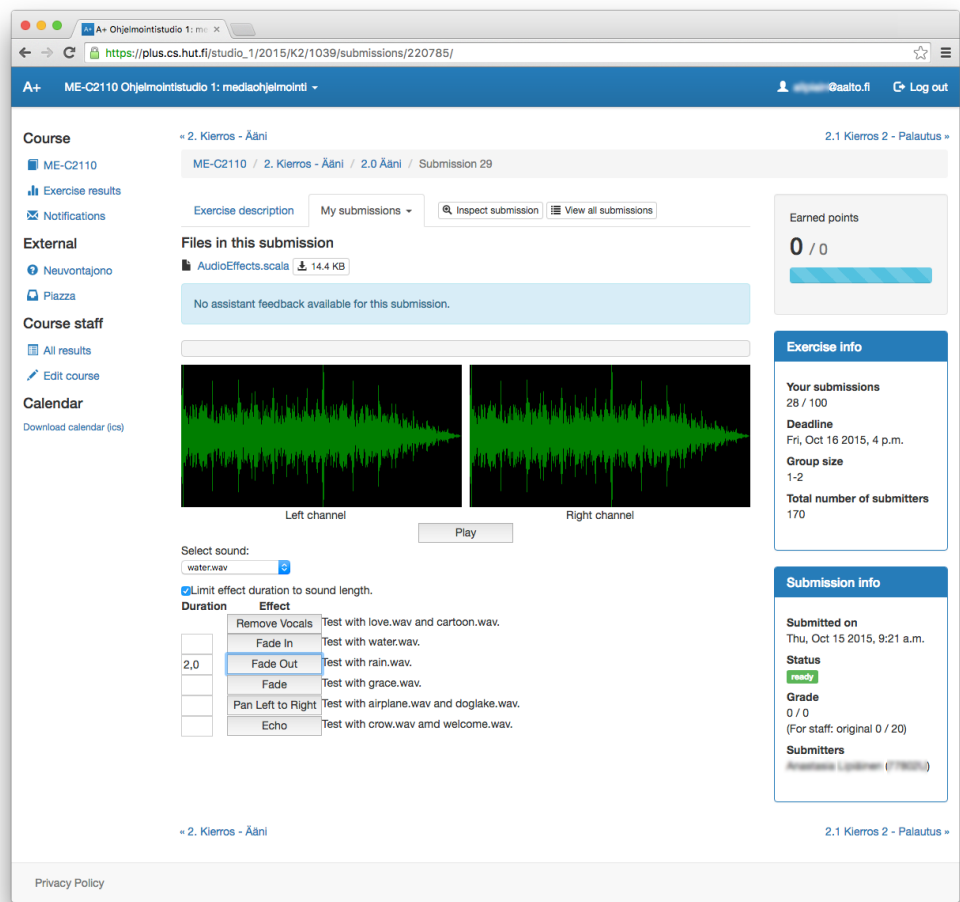 A+ Ohjelmointistudio 1: me
https://plus.cs.hut.fi/studio_1/2015/K2/1039/submissions/220785/
A+ ME-C2110 Ohjelmointistudio 1: mediaohjelmointi
@aalto.fi Log out
Course
ME-C2110
Exercise results
Notifications
External
Neuvontajono
Piazza
Course staff
All results
Edit course
Calendar
Download calendar (ics)
« 2. Kierros - Ääni
2.1 Kierros 2 - Palautus »
ME-C2110 / 2. Kierros - Ääni / 2.0 Ääni / Submission 29
Exercise description My submissions Inspect submission View all submissions
Files in this submission
AudioEffects.scala 14.4 KB
No assistant feedback available for this submission.
Left channel Right channel
Play
Select sound:
water.wav
Limit effect duration to sound length.
Duration Effect
Remove Vocals Test with love.wav and cartoon.wav.
Fade In Test with water.wav.
2,0 Fade Out Test with rain.wav.
Fade Test with grace.wav.
Pan Left to Right Test with airplane.wav and doglake.wav.
Echo Test with crow.wav amd welcome.wav.
Earned points
0 / 0
Exercise info
Your submissions
28 / 100
Deadline
Fri, Oct 16 2015, 4 p.m.
Group size
1-2
Total number of submitters
170
Submission info
Submitted on
Thu, Oct 15 2015, 9:21 a.m.
Status
ready
Grade
0 / 0
(For staff: original 0 / 20)
Submitters
« 2. Kierros - Ääni
2.1 Kierros 2 - Palautus »
Privacy Policy